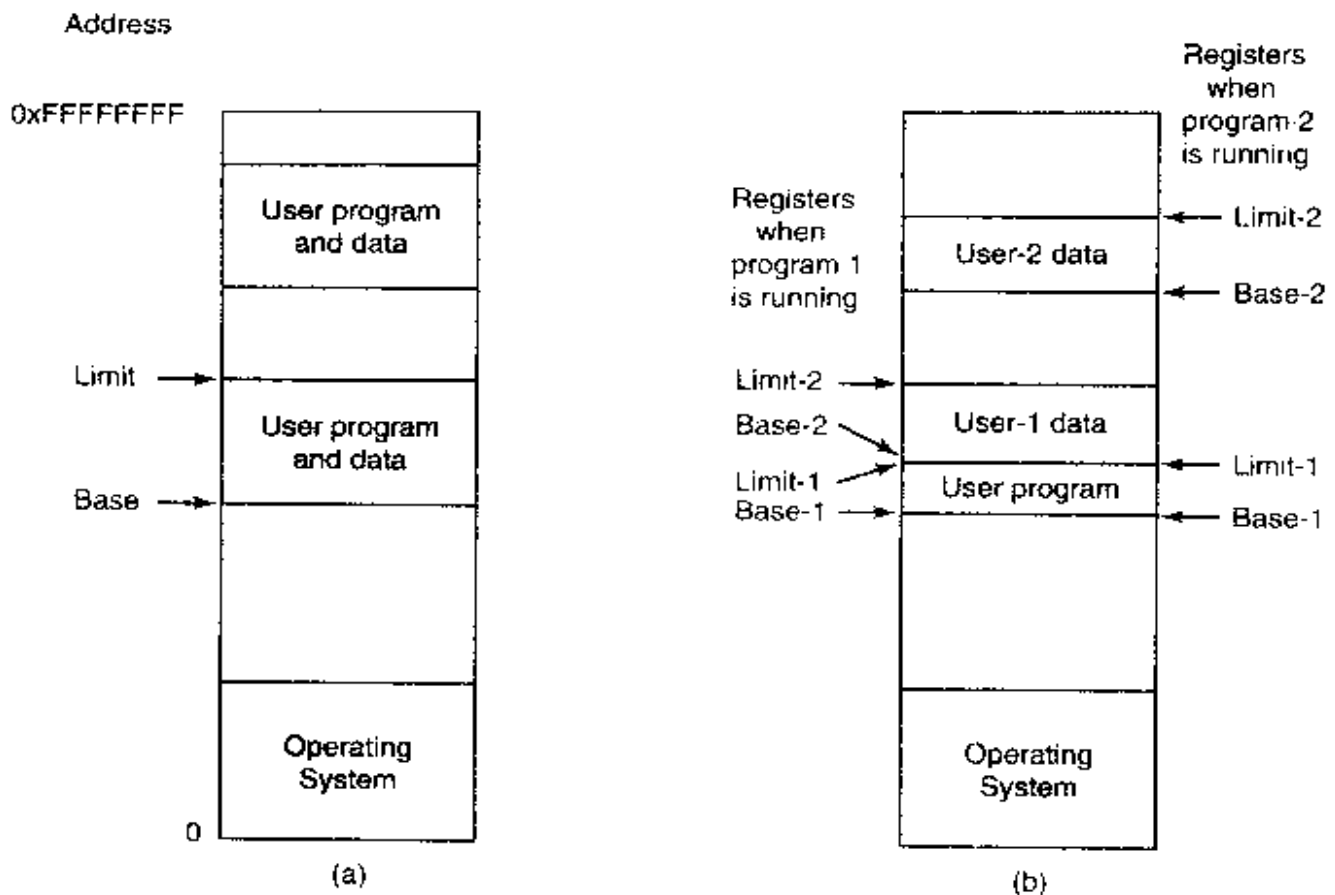 Address
0xFFFFFFFF
User program
and data
Limit
User program
and data
Base
Operating
System
0
(a)
Registers
when
program 1
is running
Limit-2
Base-2
Limit-1
Base-1
User-2 data
User-1 data
User program
Operating
System
Registers
when
program 2
is running
Limit-2
Base-2
Limit-1
Base-1
(b)